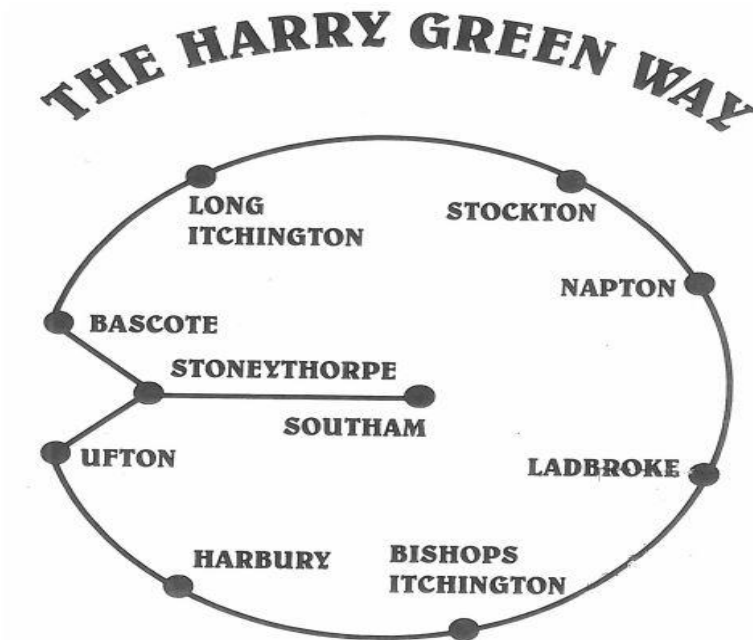 THE HARRY GREEN WAY
LONG
ITCHINGTON
STOCKTON
NAPTON
BASCOTE
STONEYTHORPE
SOUTHAM
UFTON
LADBROKE
HARBURY
BISHOPS
ITCHINGTON